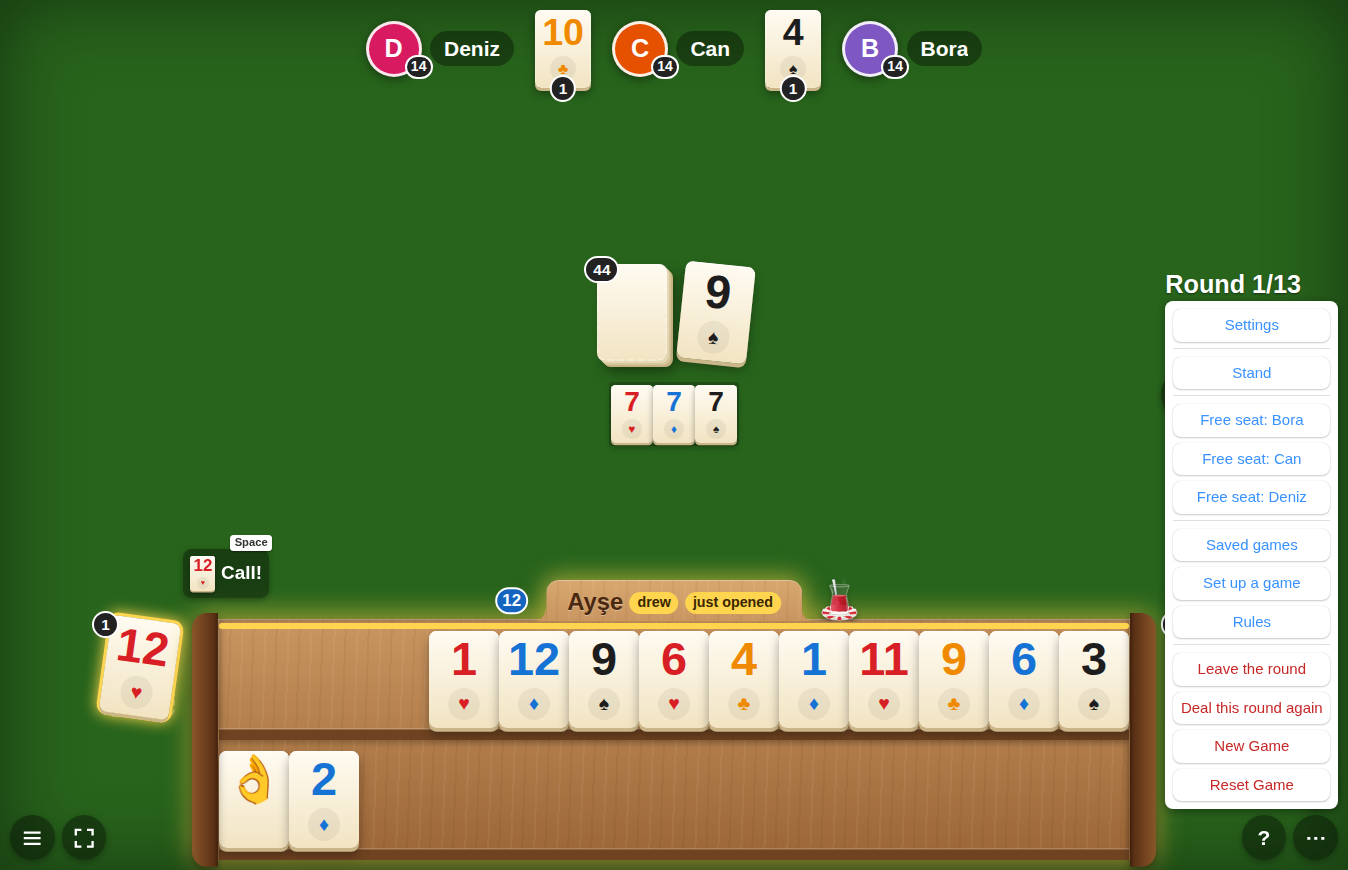 D
14
Deniz
10
1
C
14
Can
4
1
B
14
Bora
44
9
7
7
7
Round 1/13
Settings
Stand
Free seat: Bora
Free seat: Can
Free seat: Deniz
Saved games
Set up a game
Rules
Leave the round
Deal this round again
New Game
Reset Game
Space
12
Call!
12
Ayşe drew just opened
1
12
1 12 9 6 4 1 11 9 6 3
2
?